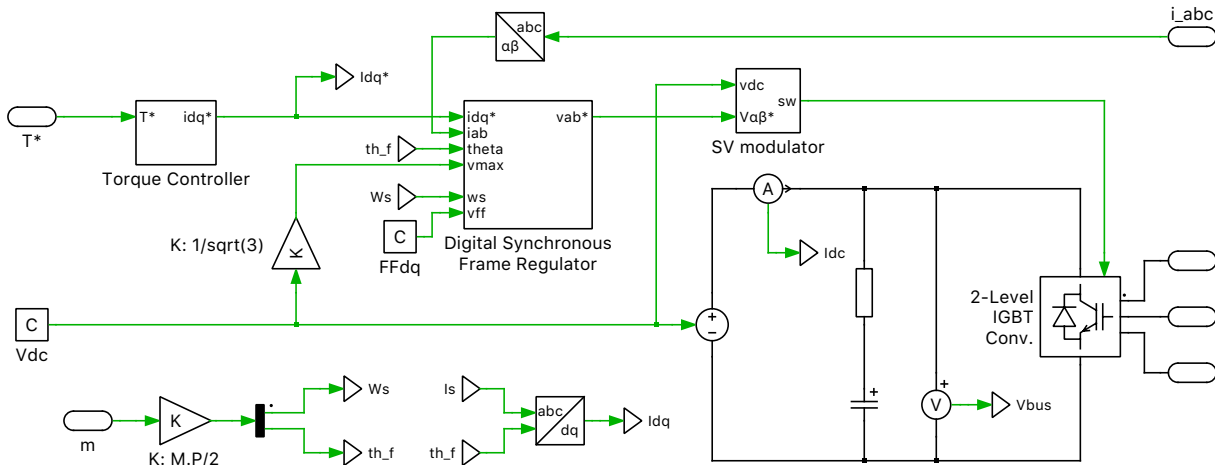 i_abc
abc
αβ
Idq*
T*
T*
idq*
Torque Controller
idq*
iab
theta
vmax
ws
vff
vab*
Digital Synchronous
Frame Regulator
th_f
Ws
C
FFdq
vdc
Vαβ*
sw
SV modulator
K: 1/sqrt(3)
K
A
Idc
2-Level
IGBT
Conv.
C
Vdc
+
−
+
+
V
Vbus
m
K
K: M.P/2
Ws
th_f
Is
th_f
abc
dq
Idq